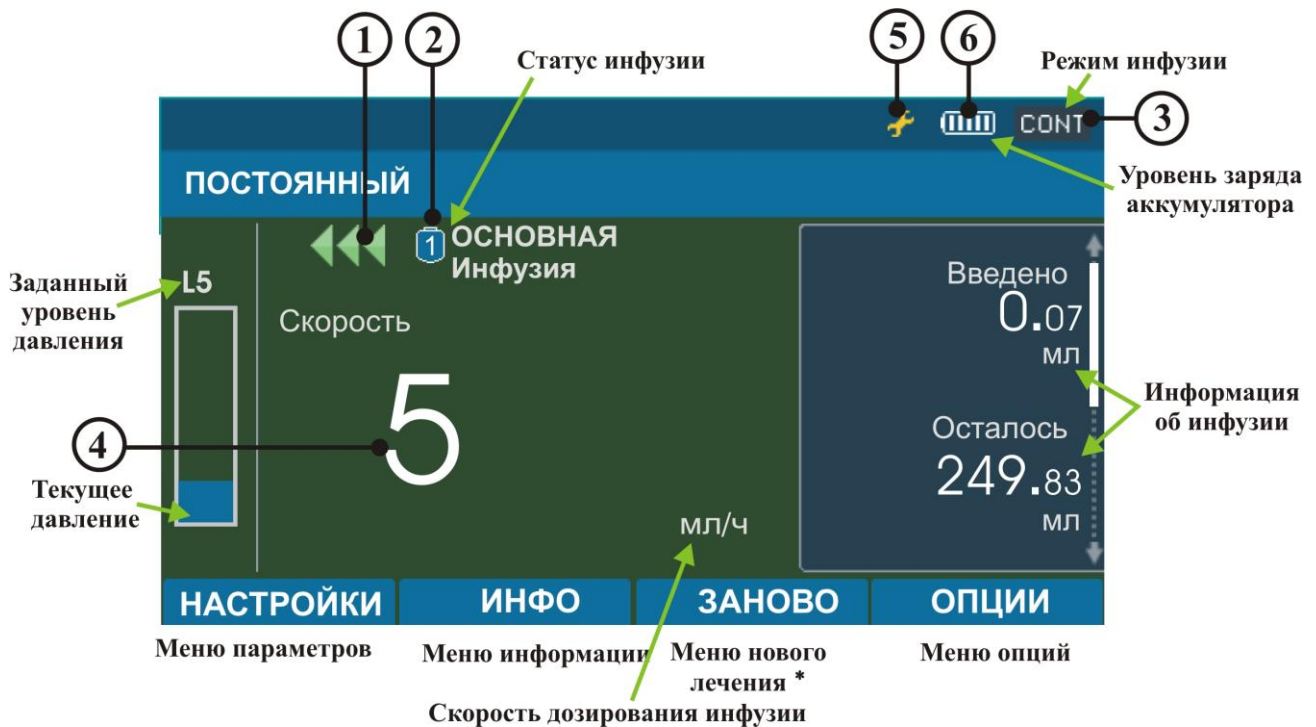 1
2
5
6
Статус инфузии
Режим инфузии
CONT
3
ПОСТОЯННЫЙ
Уровень заряда
аккумулятора
1
ОСНОВНАЯ
Инфузия
Заданный
уровень
давления
L5
Скорость
5
мл/ч
Введено
0.07
мл
Осталось
249.83
мл
Информация
об инфузии
4
Текущее
давление
НАСТРОЙКИ
ИНФО
ЗАНОВО
ОПЦИИ
Меню параметров
Меню информации
Меню нового
лечения *
Меню опций
Скорость дозирования инфузии